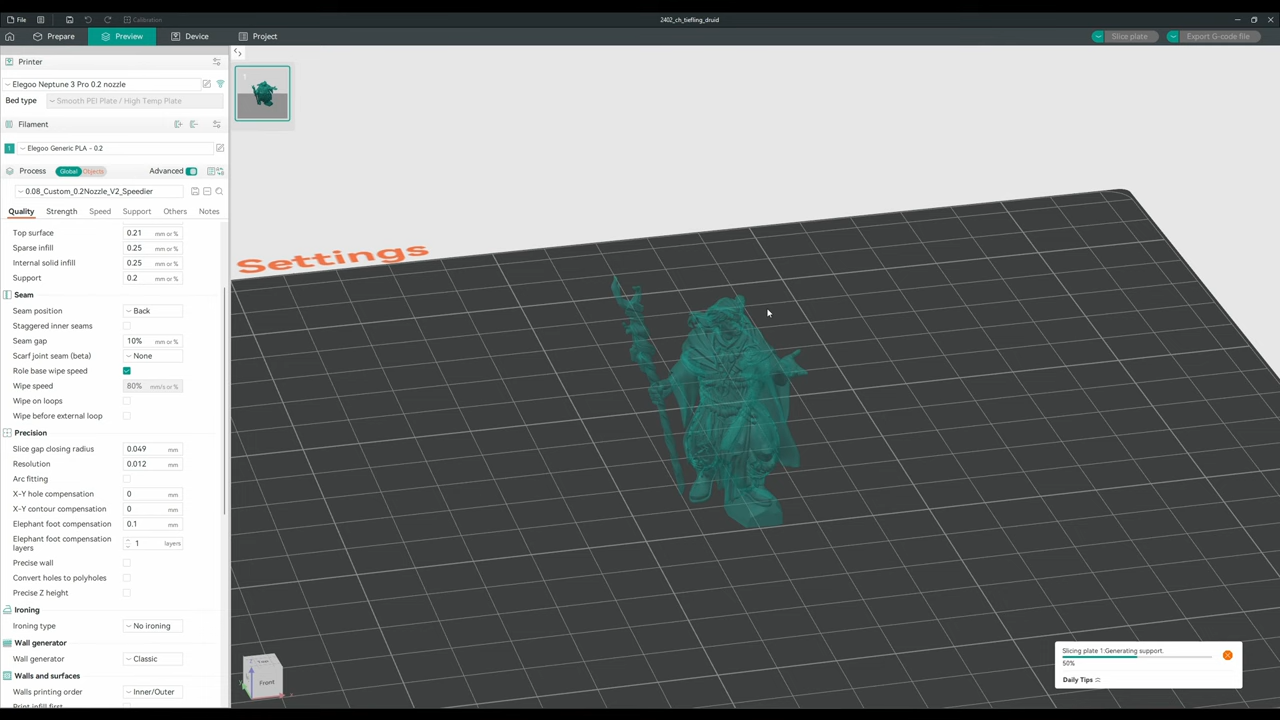 File
Calibration
2402_ch_tiefling_druid
Prepare
Preview
Device
Project
Slice plate
Export G-code file
Printer
Elegoo Neptune 3 Pro 0.2 nozzle
Bed type
Smooth PEI Plate / High Temp Plate
Filament
1
Elegoo Generic PLA - 0.2
Process
Global
Objects
Advanced
0.08_Custom_0.2Nozzle_V2_Speedier
Quality
Strength
Speed
Support
Others
Notes
Top surface 0.21 mm or %
Sparse infill 0.25 mm or %
Internal solid infill 0.25 mm or %
Support 0.2 mm or %
Seam
Seam position Back
Staggered inner seams
Seam gap 10% mm or %
Scarf joint seam (beta) None
Role base wipe speed
Wipe speed 80% mm/s or %
Wipe on loops
Wipe before external loop
Precision
Slice gap closing radius 0.049 mm
Resolution 0.012 mm
Arc fitting
X-Y hole compensation 0 mm
X-Y contour compensation 0 mm
Elephant foot compensation 0.1 mm
Elephant foot compensation
layers 1 layers
Precise wall
Convert holes to polyholes
Precise Z height
Ironing
Ironing type No ironing
Wall generator
Wall generator Classic
Walls and surfaces
Walls printing order Inner/Outer
Print infill first
1
Settings
Front
Slicing plate 1:Generating support.
50%
Daily Tips